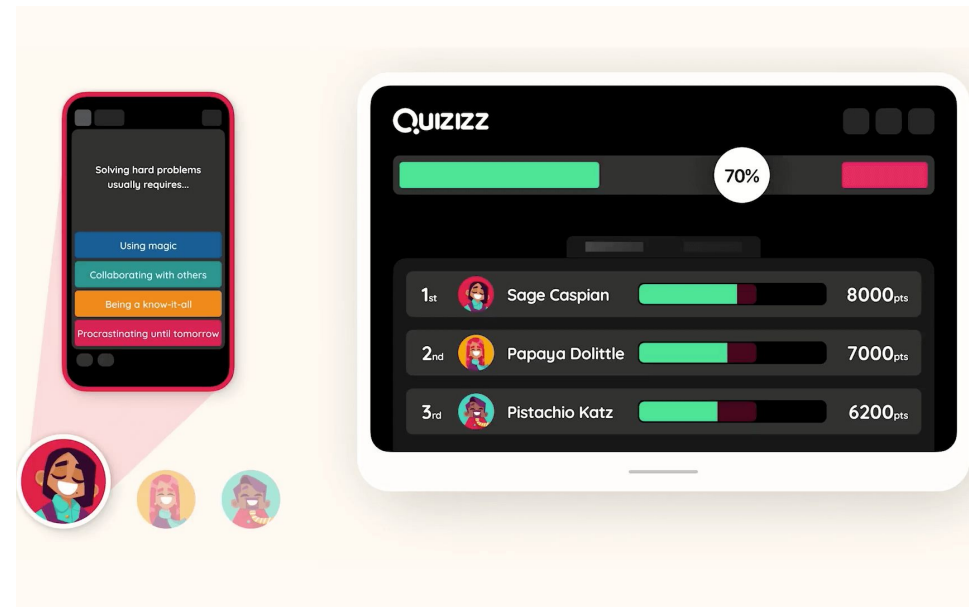 Solving hard problems
usually requires...
Using magic
Collaborating with others
Being a know-it-all
Procrastinating until tomorrow
QUIZIZZ
70%
1st Sage Caspian 8000pts
2nd Papaya Dolittle 7000pts
3rd Pistachio Katz 6200pts